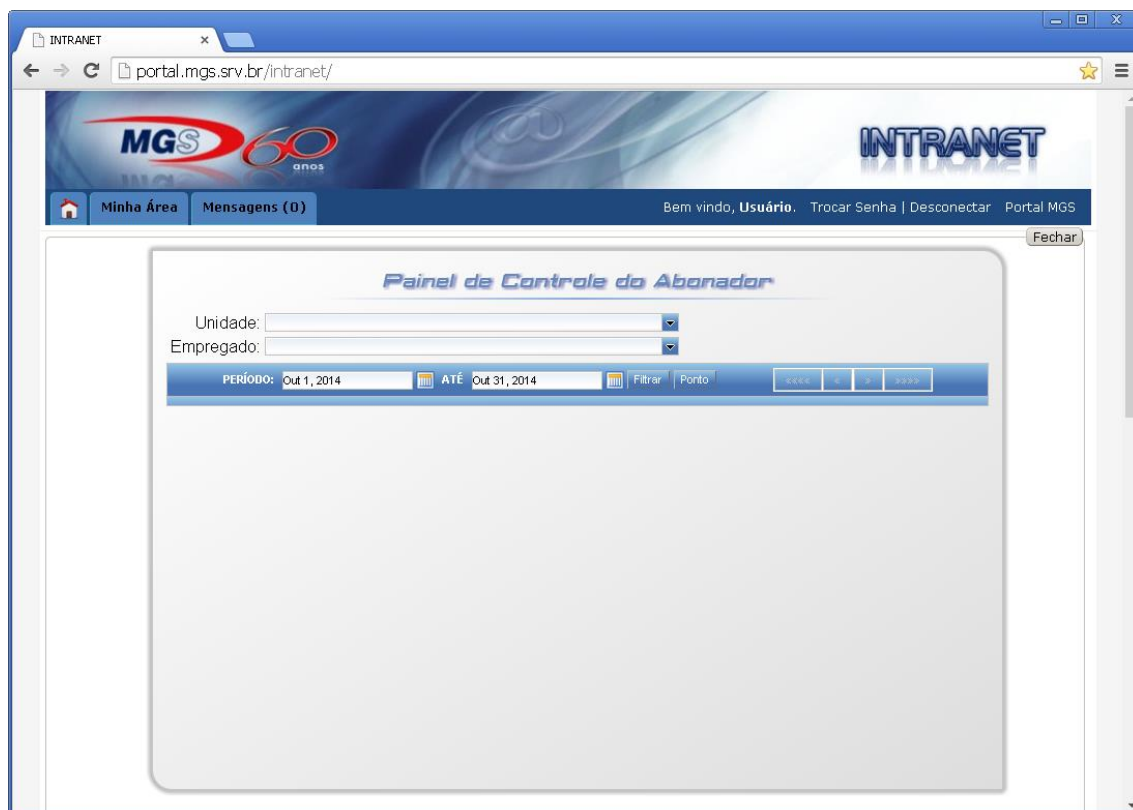 INTRANET
portal.mgs.srv.br/intranet/
MGS 60 anos
INTRANET
Minha Área Mensagens (0) Bem vindo, Usuário. Trocar Senha | Desconectar Portal MGS
Fechar
Painel de Controle do Abonador
Unidade:
Empregado:
PERÍODO: Out 1, 2014 ATÉ Out 31, 2014 Filtrar Ponto «««« « » »»»»